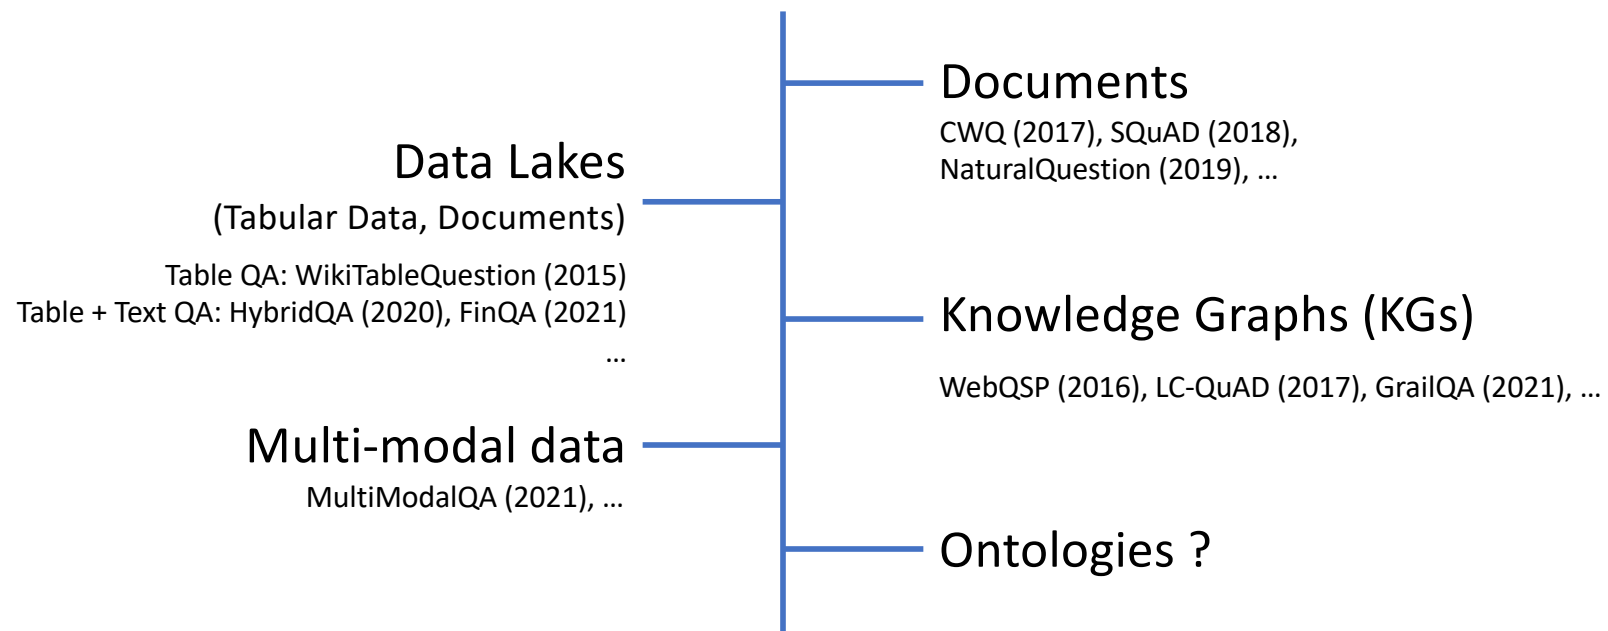 Documents
CWQ (2017), SQuAD (2018),
NaturalQuestion (2019), ...
Data Lakes
(Tabular Data, Documents)
Table QA: WikiTableQuestion (2015)
Table + Text QA: HybridQA (2020), FinQA (2021)
...
Knowledge Graphs (KGs)
WebQSP (2016), LC-QuAD (2017), GrailQA (2021), ...
Multi-modal data
MultiModalQA (2021), ...
Ontologies ?